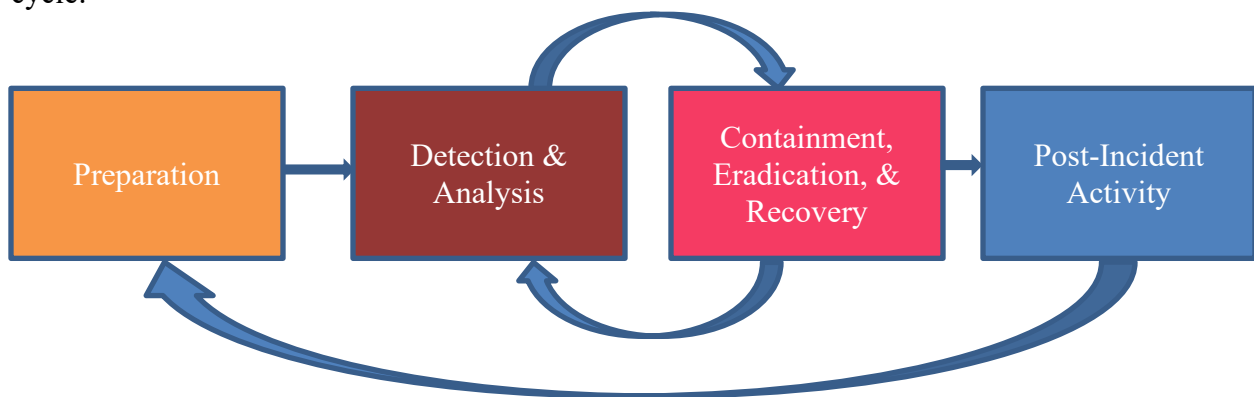 cycle.
Preparation
Detection &
Analysis
Containment,
Eradication, &
Recovery
Post-Incident
Activity